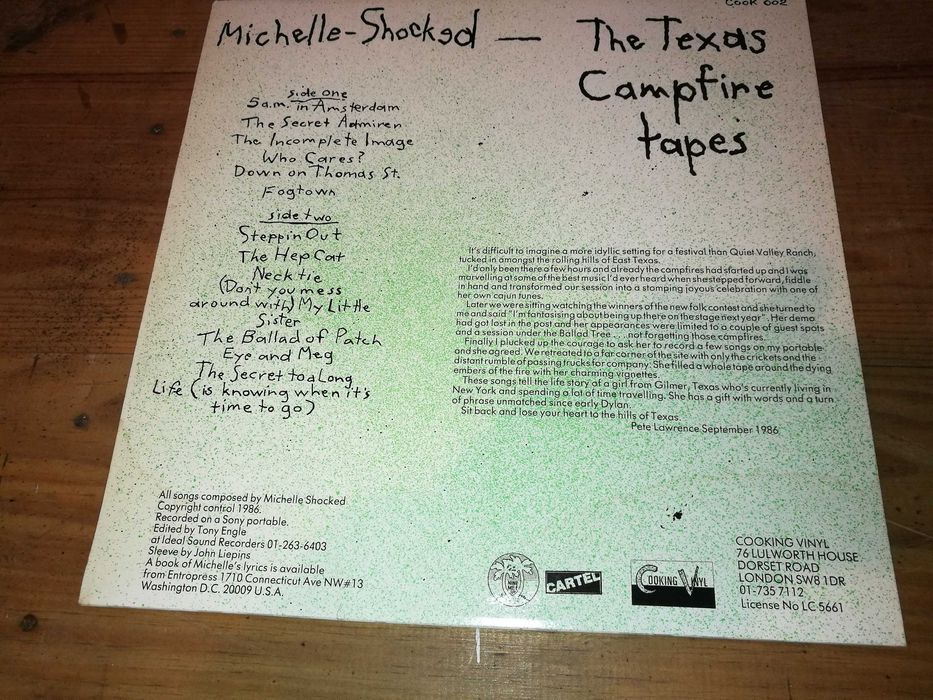 COOK 002
Michelle-Shocked — The Texas
Campfire
tapes
side one
5 a.m. in Amsterdam
The Secret Admirer
The Incomplete Image
Who Cares?
Down on Thomas St.
Fogtown
side two
Steppin Out
The Hep Cat
Necktie
(Don't you mess
around with) My Little
Sister
The Ballad of Patch
Eye and Meg
The Secret to a Long
Life (is knowing when it's
time to go)
It's difficult to imagine a more idyllic setting for a festival than Quiet Valley Ranch,
tucked in amongst the rolling hills of East Texas.
I'd only been there a few hours and already the campfires had started up and I was
marvelling at some of the best music I'd ever heard when she stepped forward, fiddle
in hand and transformed our session into a stomping joyous celebration with one of
her own cajun tunes.
Later we were sitting watching the winners of the new folk contest and she turned to
me and said "I'm fantasising about being up there on the stage next year". Her demo
had got lost in the post and her appearances were limited to a couple of guest spots
and a session under the Ballad Tree . . . not forgetting those campfires.
Finally I plucked up the courage to ask her to record a few songs on my portable
and she agreed. We retreated to a far corner of the site with only the crickets and the
distant rumble of passing trucks for company. She filled a whole tape around the dying
embers of the fire with her charming vignettes.
These songs tell the life story of a girl from Gilmer, Texas who's currently living in
New York and spending a lot of time travelling. She has a gift with words and a turn
of phrase unmatched since early Dylan.
Sit back and lose your heart to the hills of Texas.
Pete Lawrence September 1986
All songs composed by Michelle Shocked
Copyright control 1986.
Recorded on a Sony portable.
Edited by Tony Engle
at Ideal Sound Recorders 01-263-6403
Sleeve by John Liepins
A book of Michelle's lyrics is available
from Entropress 1710 Connecticut Ave NW#13
Washington D.C. 20009 U.S.A.
CARTEL
COOKING VINYL
COOKING VINYL
76 LULWORTH HOUSE
DORSET ROAD
LONDON SW8 1DR
01-735 7112
License No LC 5661